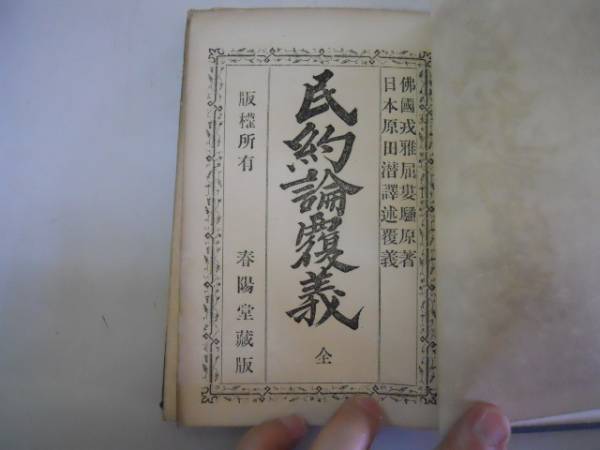 佛國戎雅屈婁騷原著
日本原田潛譯述覆義
民約論覆義
全
版權所有
春陽堂藏版